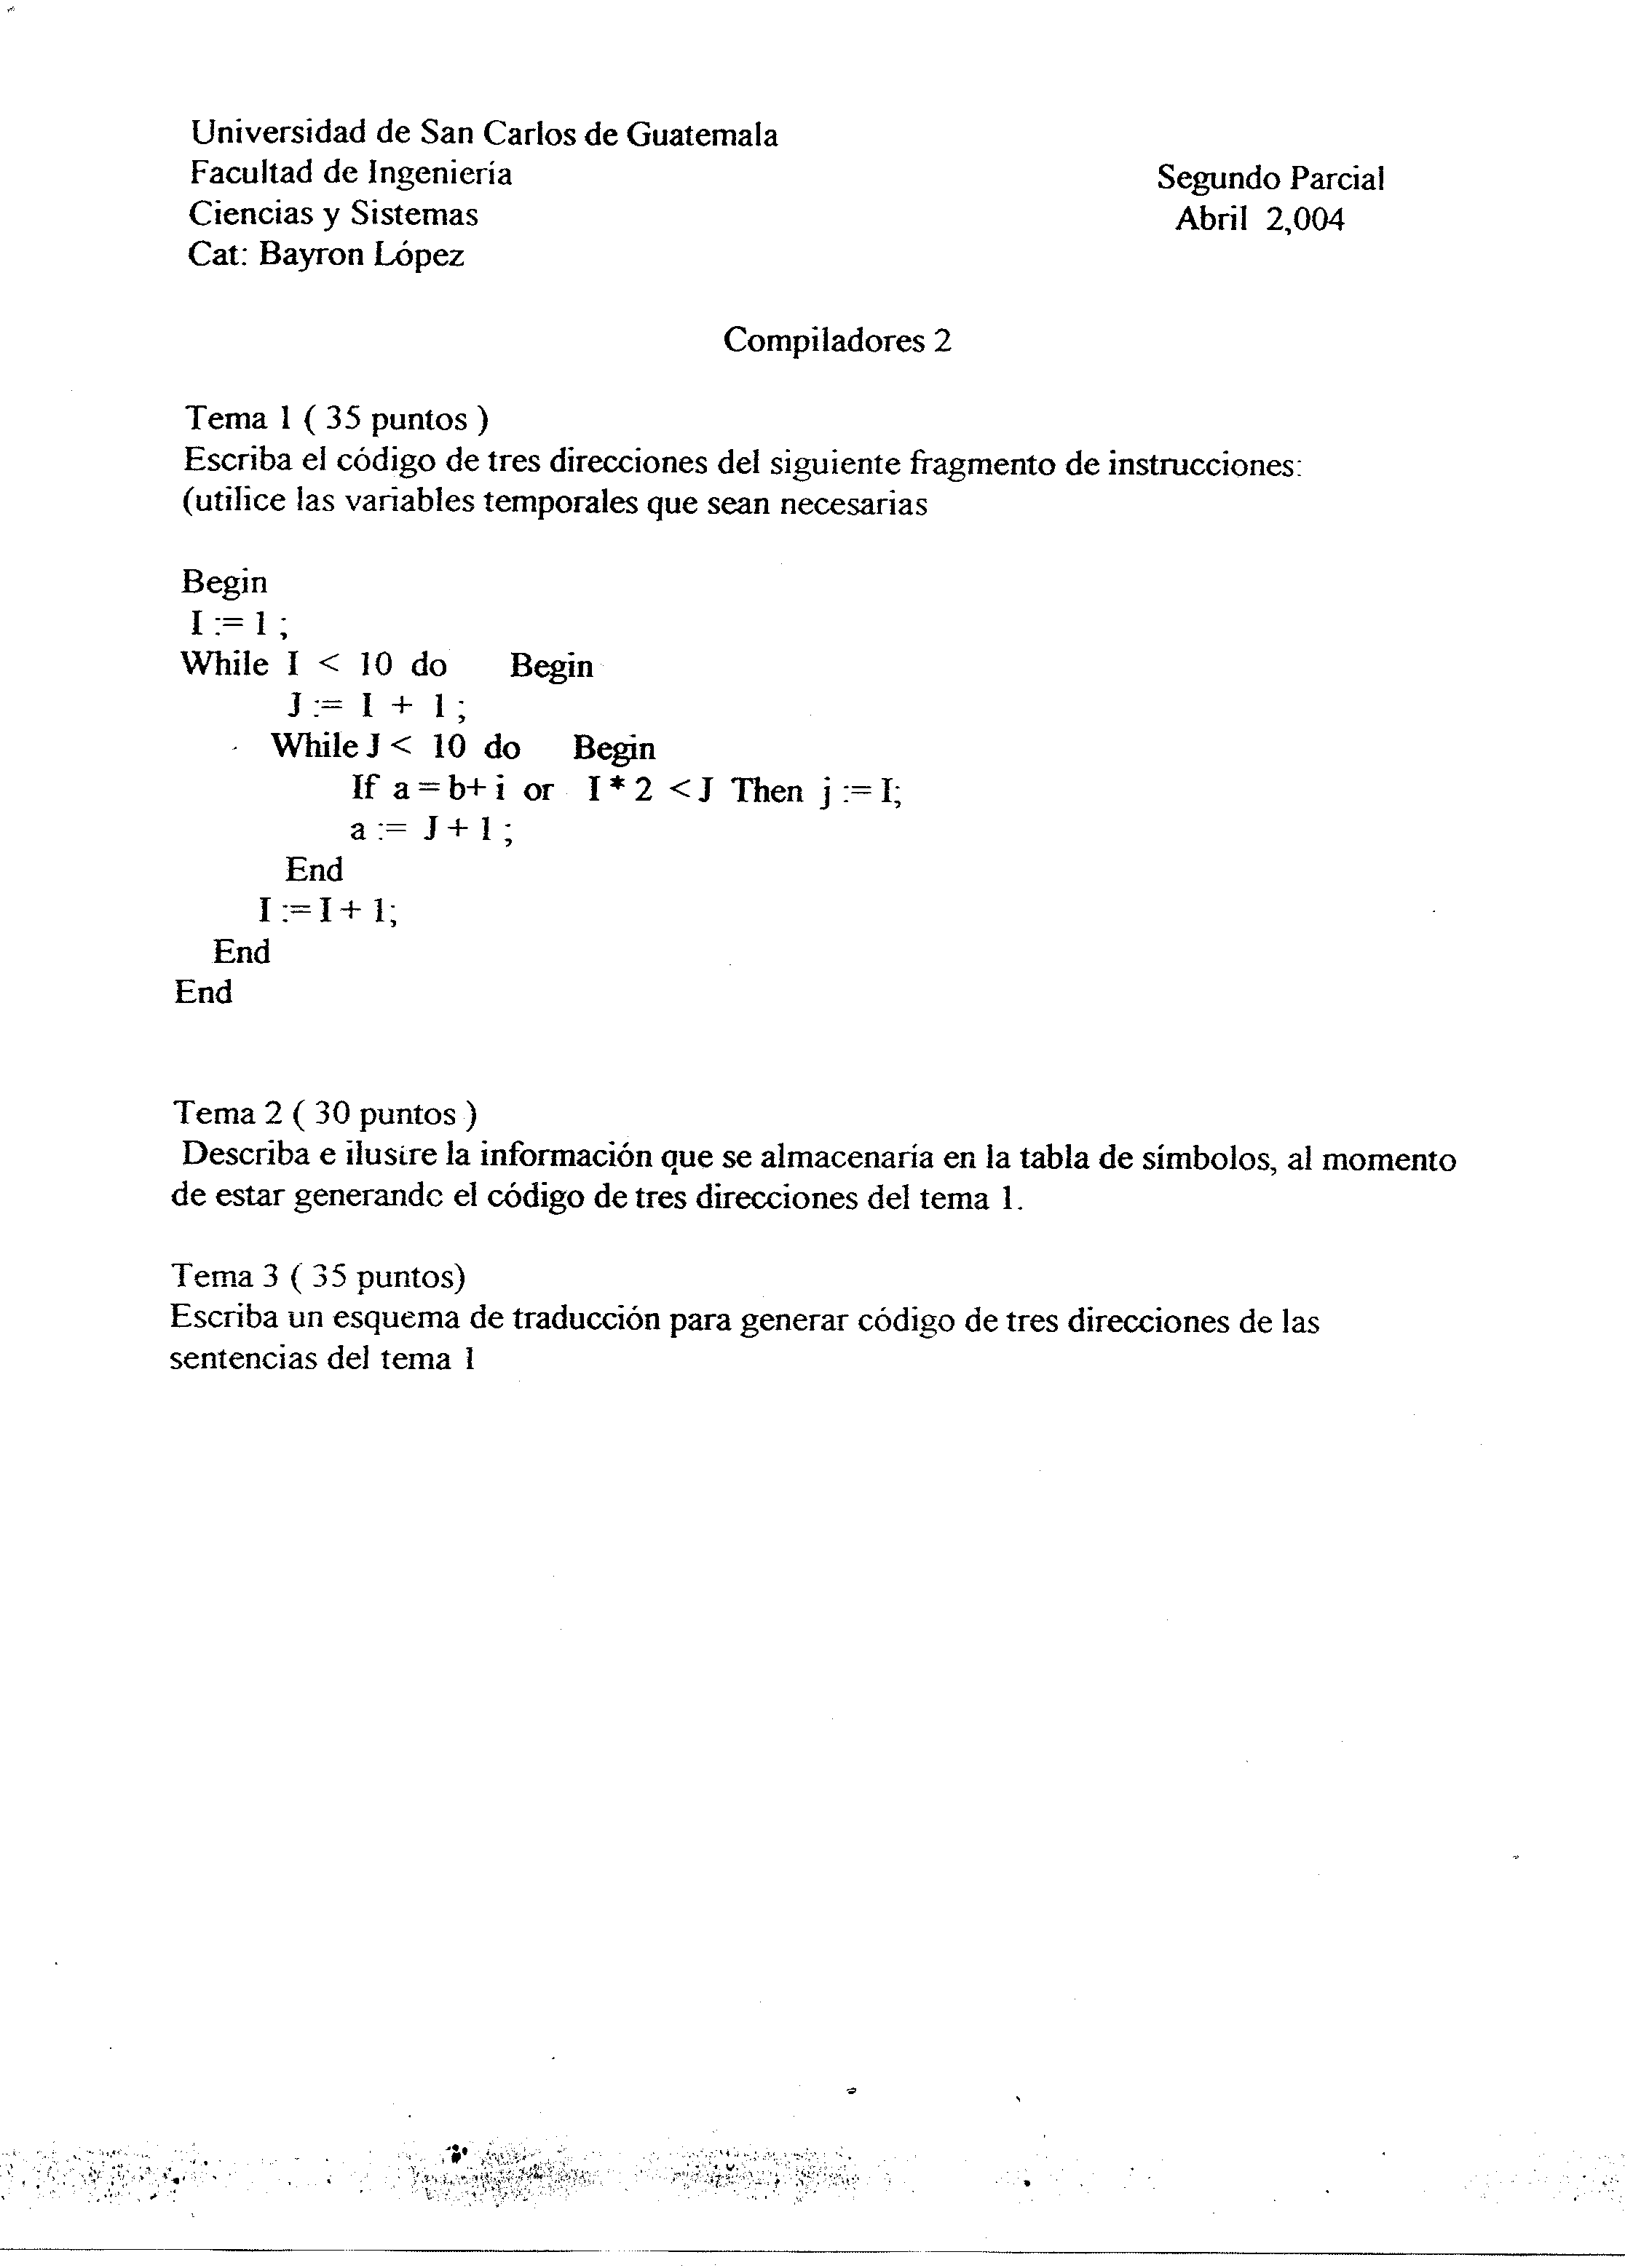 Universidad de San Carlos de Guatemala
Facultad de Ingeniería
Segundo Parcial
Ciencias y Sistemas
Abril 2,004
Cat: Bayron López
Compiladores 2
Tema 1 ( 35 puntos )
Escriba el código de tres direcciones del siguiente fragmento de instrucciones:
(utilice las variables temporales que sean necesarias
Begin
I := 1 ;
While I < 10 do Begin
J := I + 1 ;
While J < 10 do Begin
If a = b+ i or I * 2 < J Then j := I;
a := J + 1 ;
End
I := I + 1;
End
End
Tema 2 ( 30 puntos )
Describa e ilustre la información que se almacenaría en la tabla de símbolos, al momento
de estar generando el código de tres direcciones del tema 1.
Tema 3 ( 35 puntos)
Escriba un esquema de traducción para generar código de tres direcciones de las
sentencias del tema 1